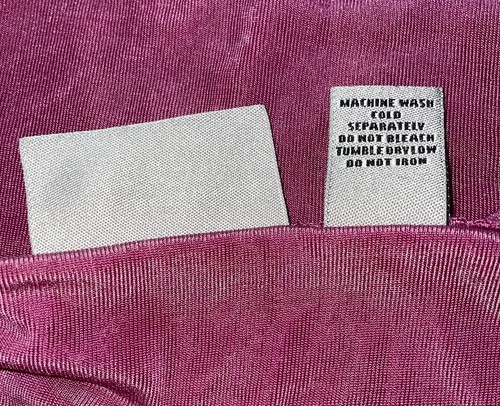 MACHINE WASH
COLD
SEPARATELY
DO NOT BLEACH
TUMBLE DRY LOW
DO NOT IRON